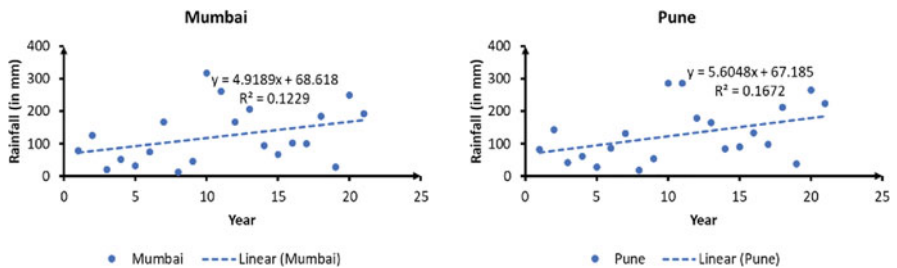 Mumbai
Rainfall (in mm)
400
300
200
100
0
y = 4.9189x + 68.618
R² = 0.1229
0 5 10 15 20 25
Year
Mumbai Linear (Mumbai)
Pune
Rainfall (in mm)
400
300
200
100
0
y = 5.6048x + 67.185
R² = 0.1672
0 5 10 15 20 25
Year
Pune Linear (Pune)